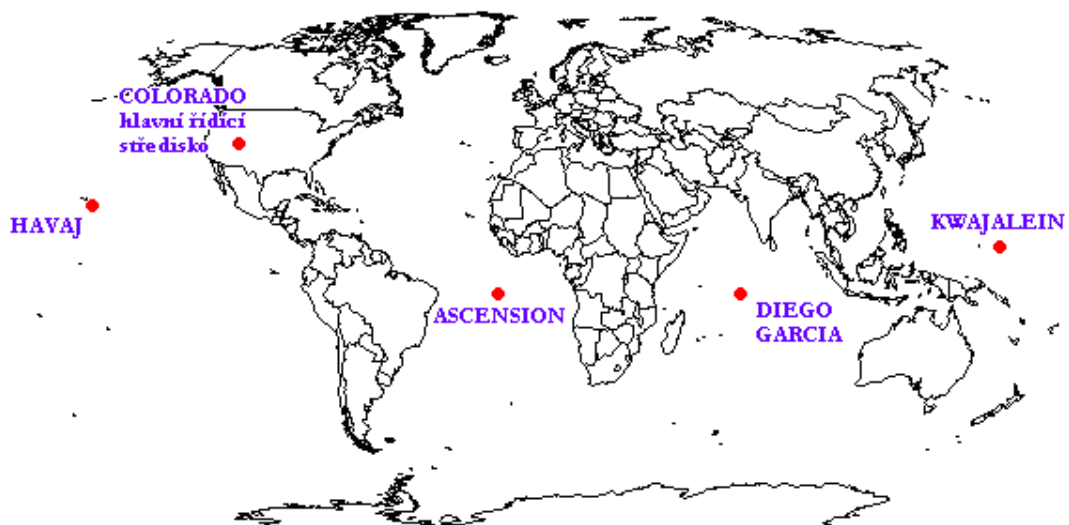 COLORADO
hlavní řídicí
středisko
HAVAJ
KWAJALEIN
ASCENSION
DIEGO
GARCIA